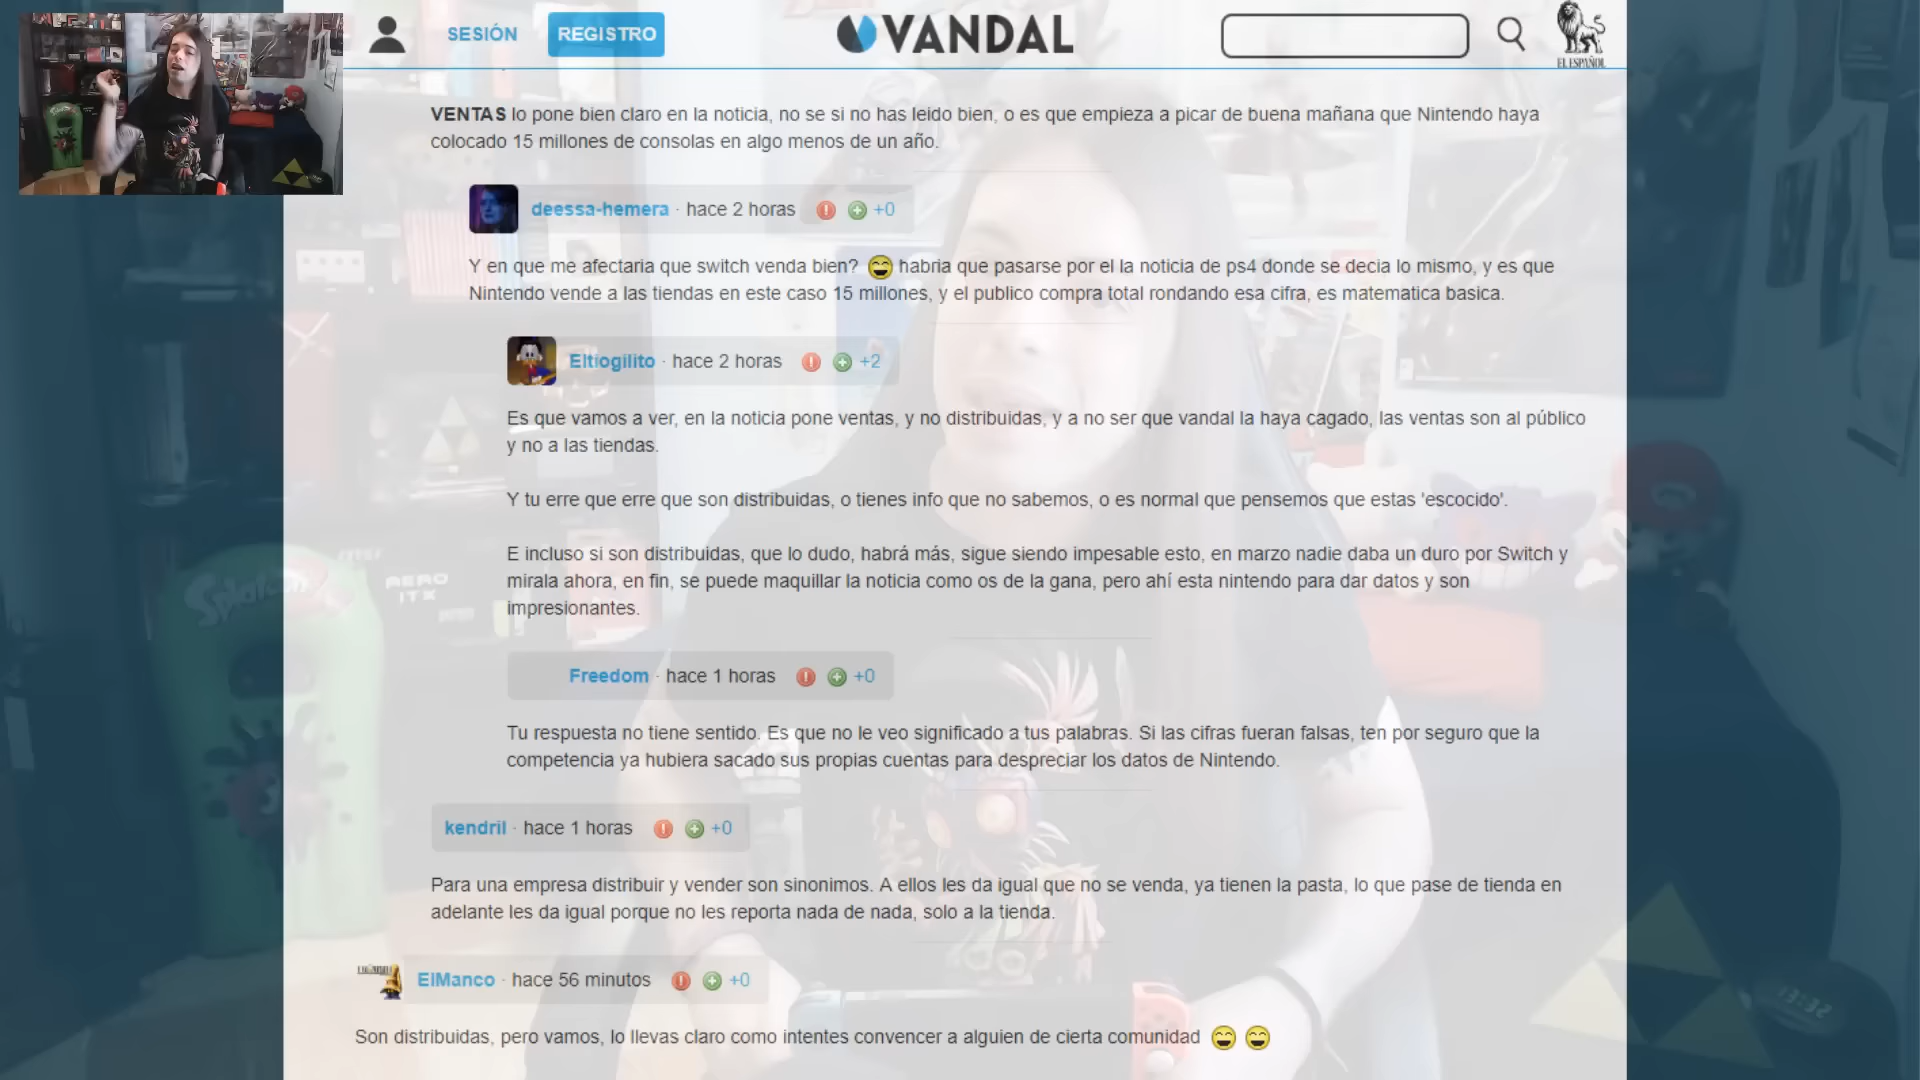 SESIÓN
REGISTRO
VANDAL
EL ESPAÑOL
VENTAS lo pone bien claro en la noticia, no se si no has leido bien, o es que empieza a picar de buena mañana que Nintendo haya
colocado 15 millones de consolas en algo menos de un año.
deessa-hemera · hace 2 horas +0
Y en que me afectaria que switch venda bien? habria que pasarse por el la noticia de ps4 donde se decia lo mismo, y es que
Nintendo vende a las tiendas en este caso 15 millones, y el publico compra total rondando esa cifra, es matematica basica.
Eltiogilito · hace 2 horas +2
Es que vamos a ver, en la noticia pone ventas, y no distribuidas, y a no ser que vandal la haya cagado, las ventas son al público
y no a las tiendas.
Y tu erre que erre que son distribuidas, o tienes info que no sabemos, o es normal que pensemos que estas 'escocido'.
E incluso si son distribuidas, que lo dudo, habrá más, sigue siendo impesable esto, en marzo nadie daba un duro por Switch y
mirala ahora, en fin, se puede maquillar la noticia como os de la gana, pero ahí esta nintendo para dar datos y son
impresionantes.
Freedom · hace 1 horas +0
Tu respuesta no tiene sentido. Es que no le veo significado a tus palabras. Si las cifras fueran falsas, ten por seguro que la
competencia ya hubiera sacado sus propias cuentas para despreciar los datos de Nintendo.
kendril · hace 1 horas +0
Para una empresa distribuir y vender son sinonimos. A ellos les da igual que no se venda, ya tienen la pasta, lo que pase de tienda en
adelante les da igual porque no les reporta nada de nada, solo a la tienda.
ElManco · hace 56 minutos +0
Son distribuidas, pero vamos, lo llevas claro como intentes convencer a alguien de cierta comunidad
AERO
ITX